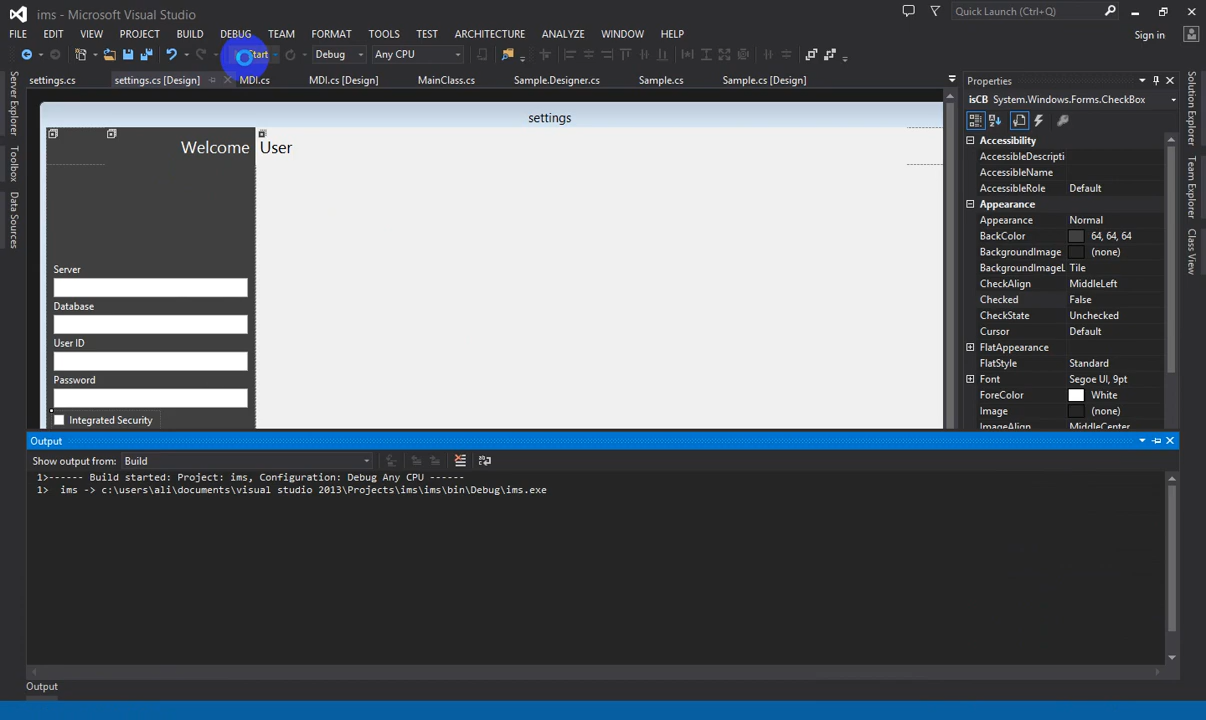 ims - Microsoft Visual Studio
Quick Launch (Ctrl+Q)
FILE EDIT VIEW PROJECT BUILD DEBUG TEAM FORMAT TOOLS TEST ARCHITECTURE ANALYZE WINDOW HELP
Sign in
Start Debug Any CPU
settings.cs settings.cs [Design] MDI.cs MDI.cs [Design] MainClass.cs Sample.Designer.cs Sample.cs Sample.cs [Design]
Server Explorer
Toolbox
Data Sources
settings
Welcome User
Server
Database
User ID
Password
Integrated Security
Properties
isCB System.Windows.Forms.CheckBox
Accessibility
AccessibleDescripti
AccessibleName
AccessibleRole Default
Appearance
Appearance Normal
BackColor 64, 64, 64
BackgroundImage (none)
BackgroundImageL Tile
CheckAlign MiddleLeft
Checked False
CheckState Unchecked
Cursor Default
FlatAppearance
FlatStyle Standard
Font Segoe UI, 9pt
ForeColor White
Image (none)
ImageAlign MiddleCenter
Solution Explorer
Team Explorer
Class View
Output
Show output from: Build
1>------ Build started: Project: ims, Configuration: Debug Any CPU ------
1>  ims -> c:\users\ali\documents\visual studio 2013\Projects\ims\ims\bin\Debug\ims.exe
Output